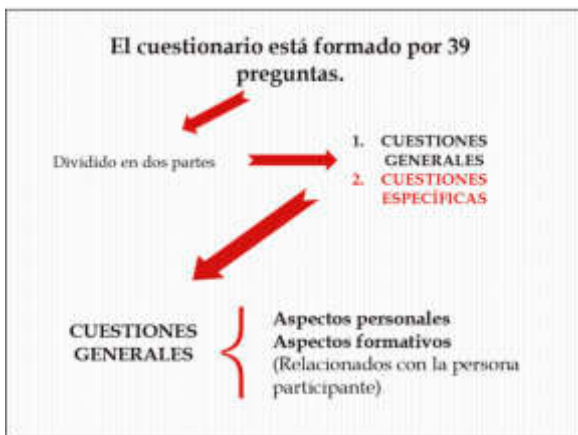 El cuestionario está formado por 39
preguntas.
Dividido en dos partes
1. CUESTIONES
GENERALES
2. CUESTIONES
ESPECÍFICAS
CUESTIONES
GENERALES
Aspectos personales
Aspectos formativos
(Relacionados con la persona
participante)